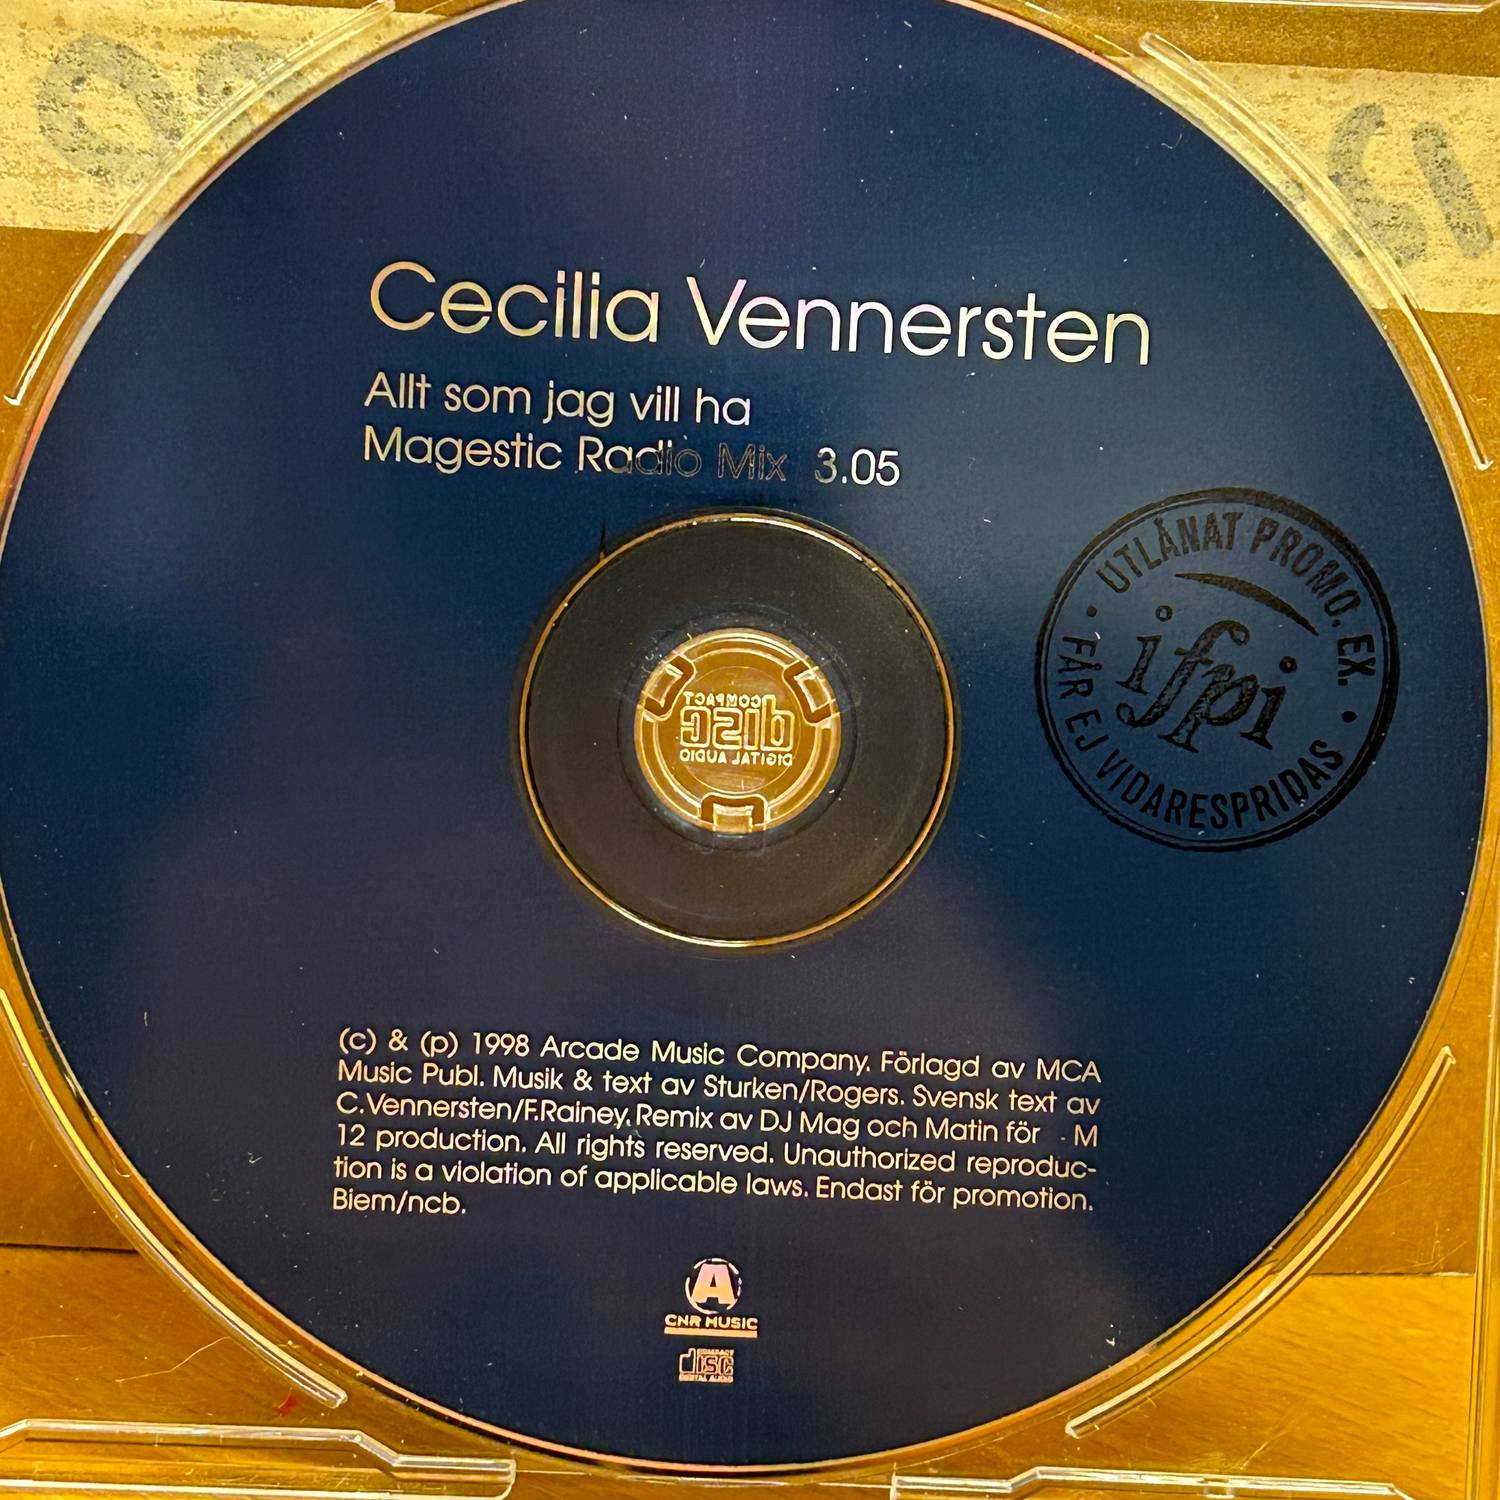 Cecilia Vennersten
Allt som jag vill ha
Magestic Radio Mix 3.05
UTLÅNAT PROMO. EX.
ifpi
FÅR EJ VIDARESPRIDAS
COMPACT
disc
DIGITAL AUDIO
(c) & (p) 1998 Arcade Music Company. Förlagd av MCA
Music Publ. Musik & text av Sturken/Rogers. Svensk text av
C.Vennersten/F.Rainey. Remix av DJ Mag och Matin för - M
12 production. All rights reserved. Unauthorized reproduc-
tion is a violation of applicable laws. Endast för promotion.
Biem/ncb.
A
CNR MUSIC
COMPACT
disc
DIGITAL AUDIO